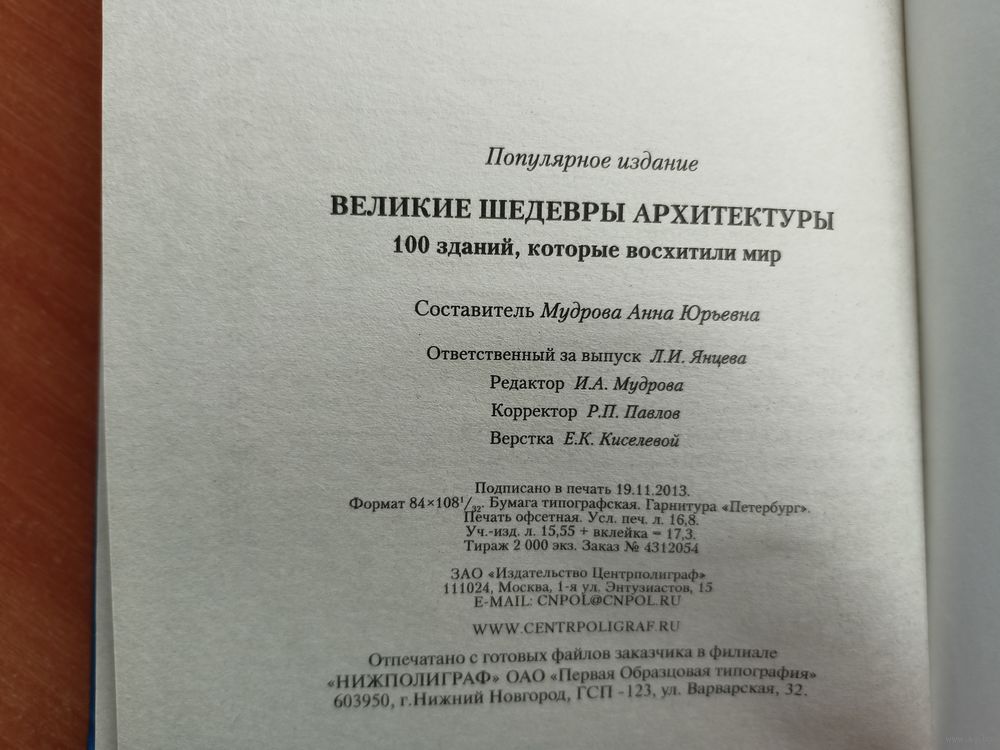 Популярное издание
ВЕЛИКИЕ ШЕДЕВРЫ АРХИТЕКТУРЫ
100 зданий, которые восхитили мир
Составитель Мудрова Анна Юрьевна
Ответственный за выпуск Л.И. Янцева
Редактор И.А. Мудрова
Корректор Р.П. Павлов
Верстка Е.К. Киселевой
Подписано в печать 19.11.2013.
Формат 84×108¹/₃₂. Бумага типографская. Гарнитура «Петербург».
Печать офсетная. Усл. печ. л. 16,8.
Уч.-изд. л. 15,55 + вклейка = 17,3.
Тираж 2 000 экз. Заказ № 4312054
ЗАО «Издательство Центрполиграф»
111024, Москва, 1-я ул. Энтузиастов, 15
E-MAIL: CNPOL@CNPOL.RU
WWW.CENTRPOLIGRAF.RU
Отпечатано с готовых файлов заказчика в филиале
«НИЖПОЛИГРАФ» ОАО «Первая Образцовая типография»
603950, г.Нижний Новгород, ГСП -123, ул. Варварская, 32.